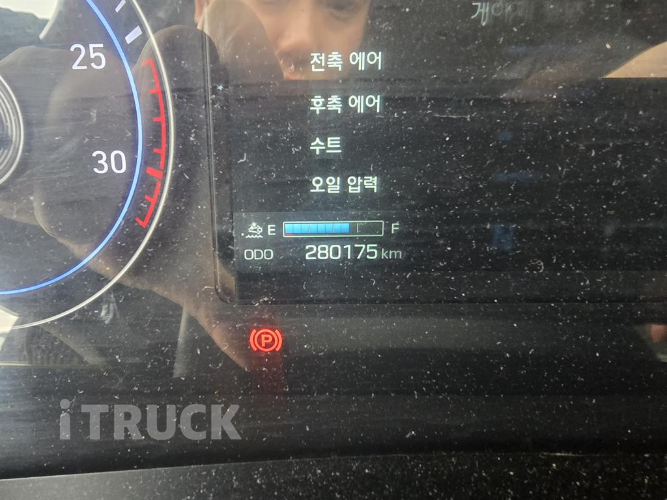 25
30
전축 에어
후축 에어
수트
오일 압력
E F
ODO 280175 km
P
iTRUCK